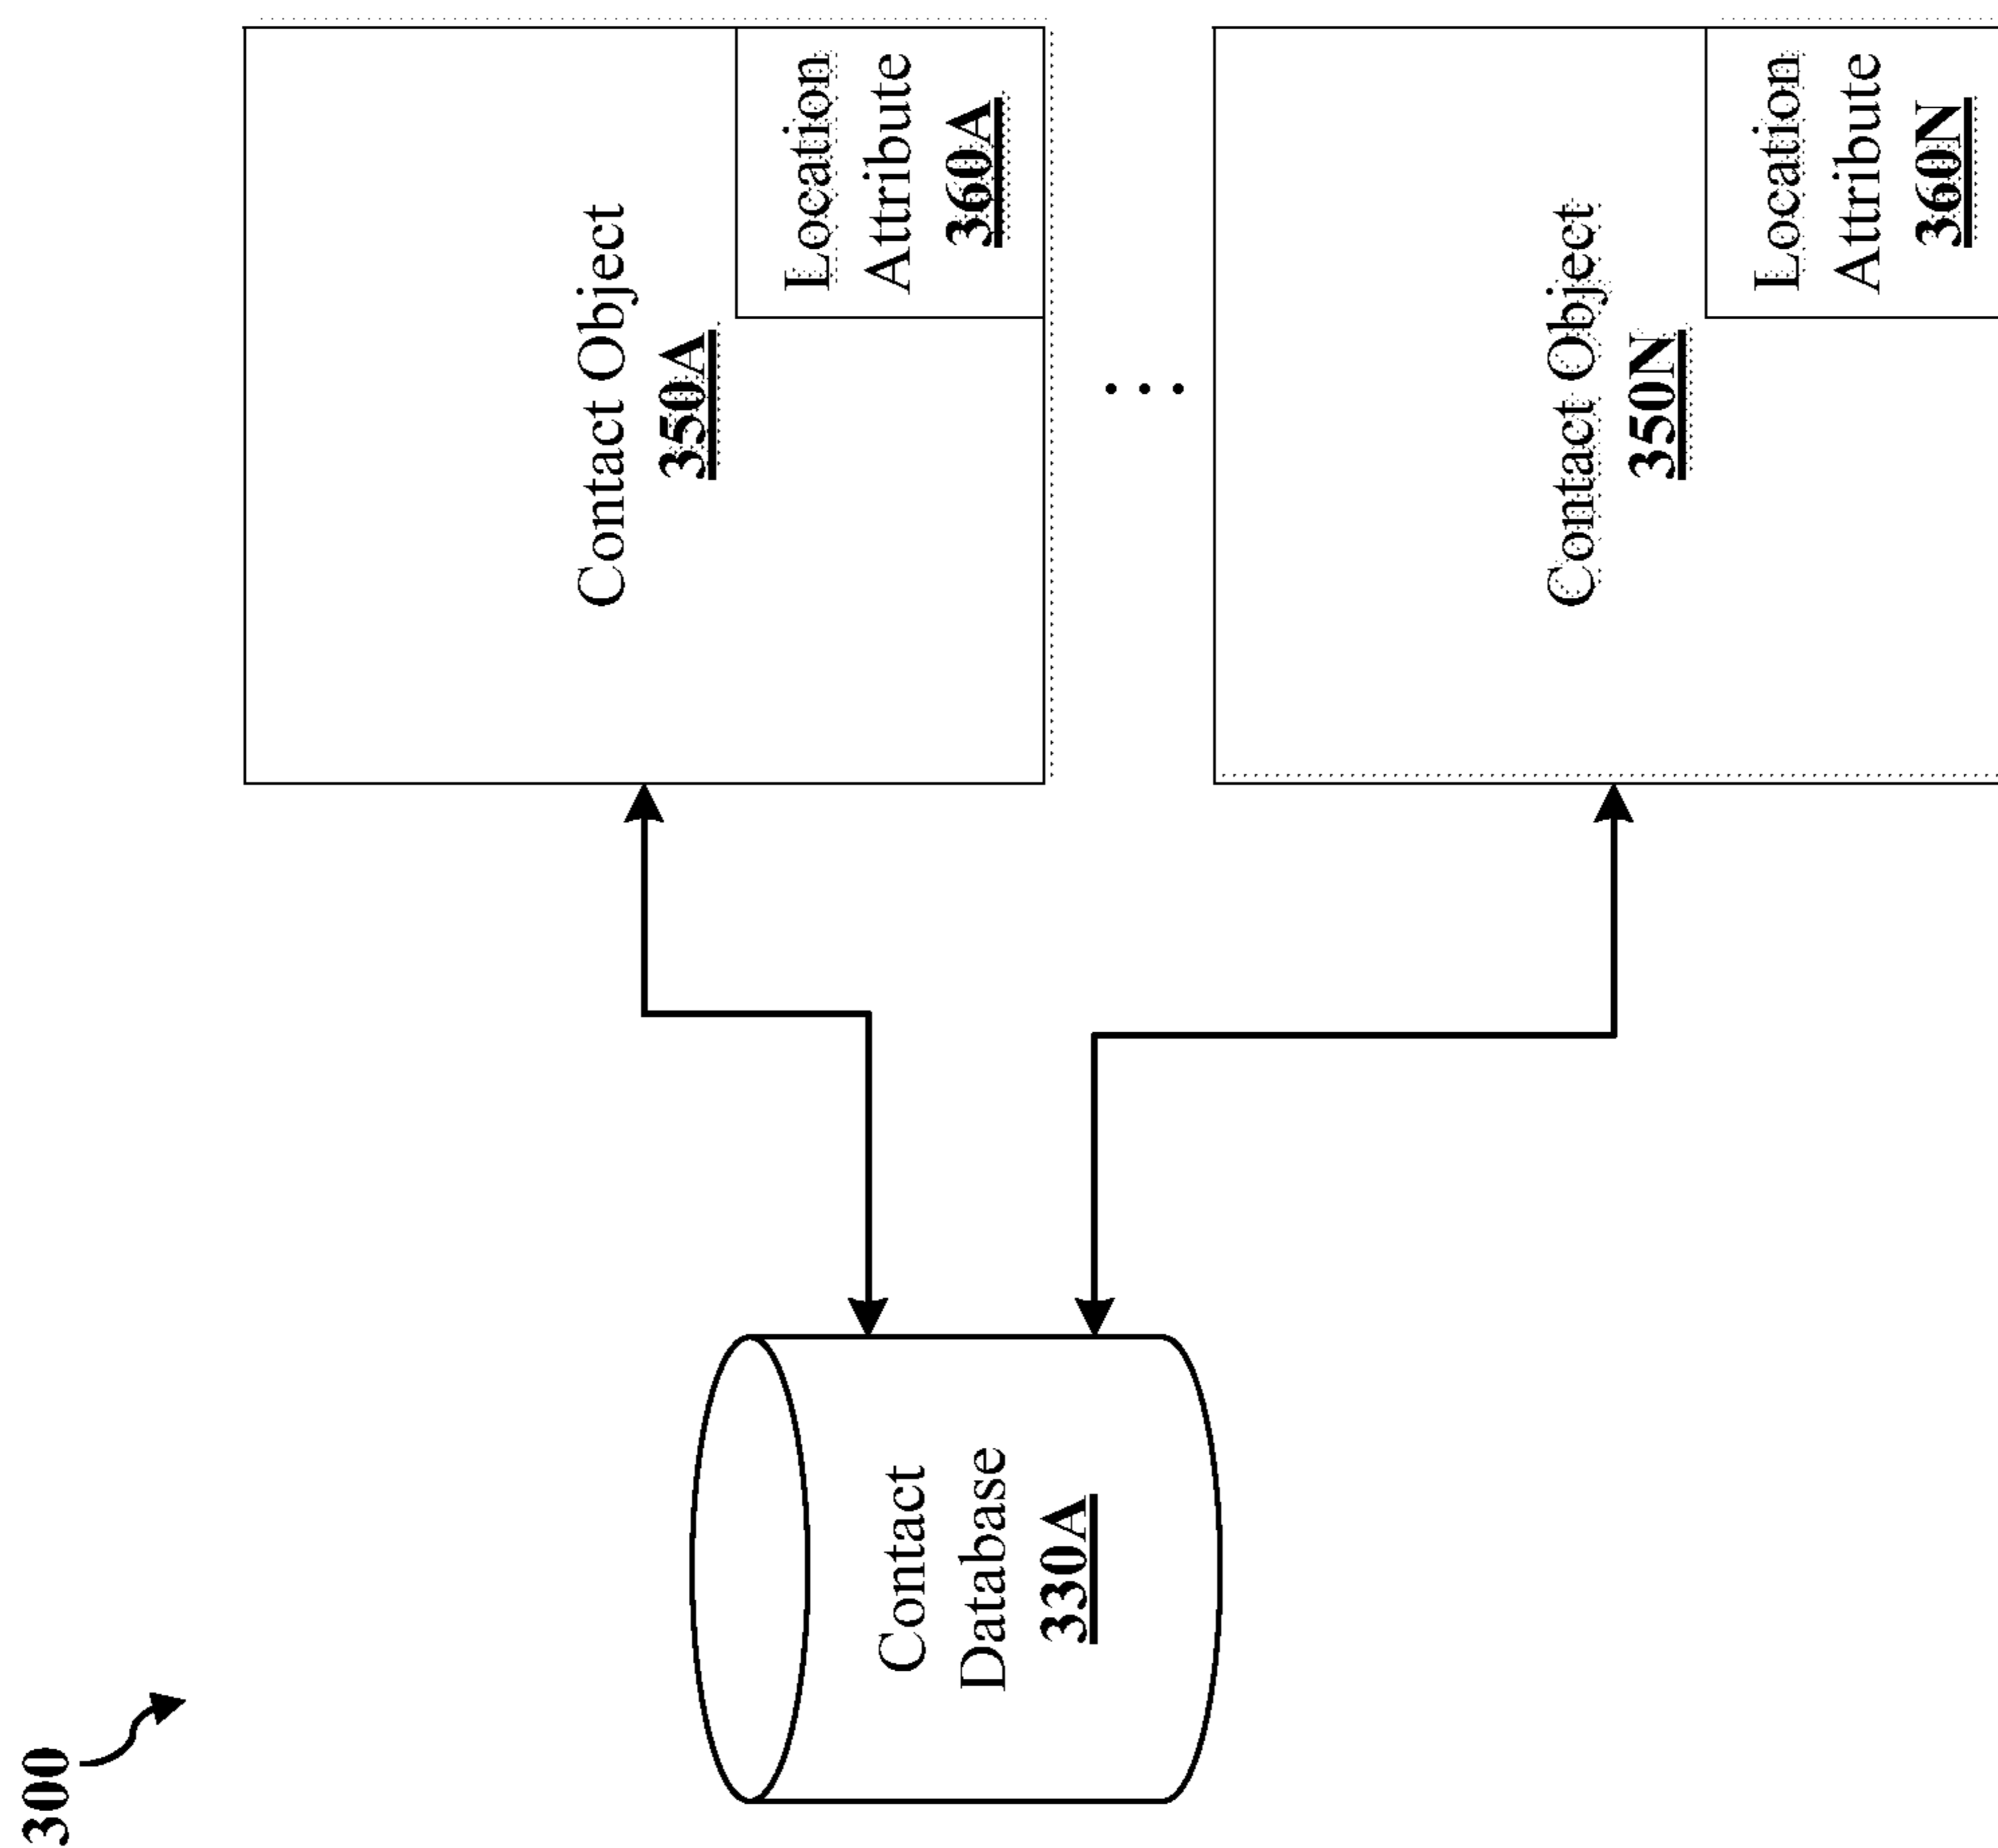 300
Contact
Database
330A
Contact Object
350A
Location
Attribute
360A
Contact Object
350N
Location
Attribute
360N